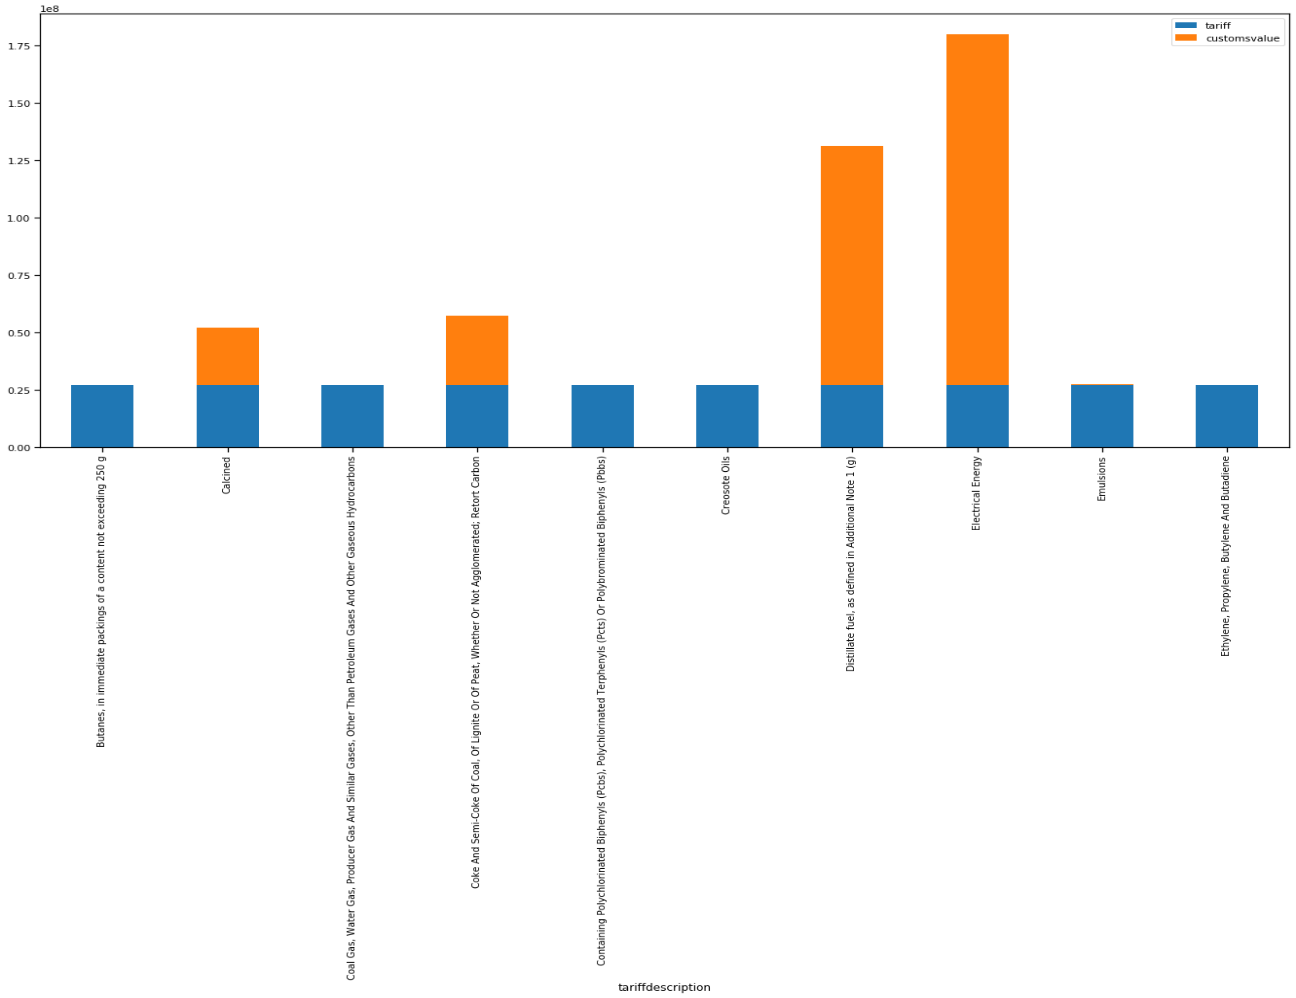 1e8
tariff
customsvalue
1.75
1.50
1.25
1.00
0.75
0.50
0.25
0.00
Butanes, in immediate packings of a content not exceeding 250 g
Calcined
Coal Gas, Water Gas, Producer Gas And Similar Gases, Other Than Petroleum Gases And Other Gaseous Hydrocarbons
Coke And Semi-Coke Of Coal, Of Lignite Or Of Peat, Whether Or Not Agglomerated; Retort Carbon
Containing Polychlorinated Biphenyls (Pcbs), Polychlorinated Terphenyls (Pcts) Or Polybrominated Biphenyls (Pbbs)
Creosote Oils
Distillate fuel, as defined in Additional Note 1 (g)
Electrical Energy
Emulsions
Ethylene, Propylene, Butylene And Butadiene
tariffdescription